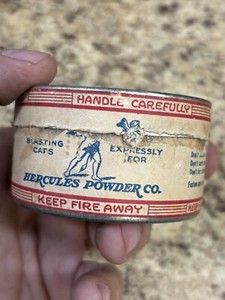 HANDLE CAREFULLY
BLASTING EXPRESSLY
CAPS FOR
HERCULES POWDER CO.
KEEP FIRE AWAY